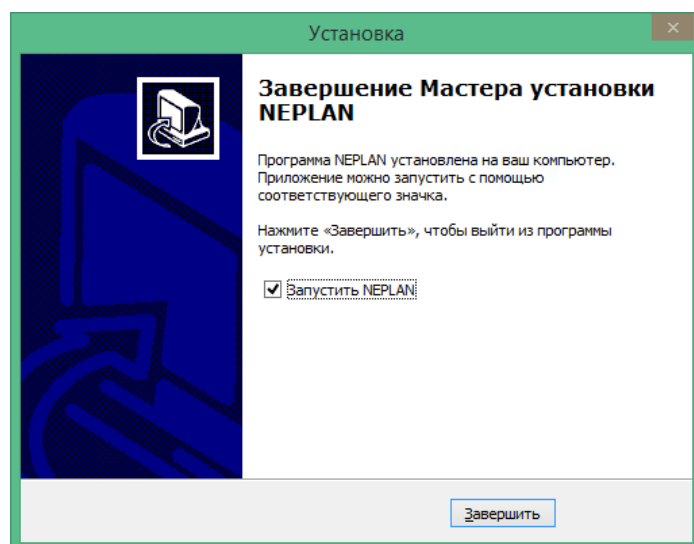 Установка
Завершение Мастера установки
NEPLAN
Программа NEPLAN установлена на ваш компьютер.
Приложение можно запустить с помощью
соответствующего значка.
Нажмите «Завершить», чтобы выйти из программы
установки.
Запустить NEPLAN
Завершить